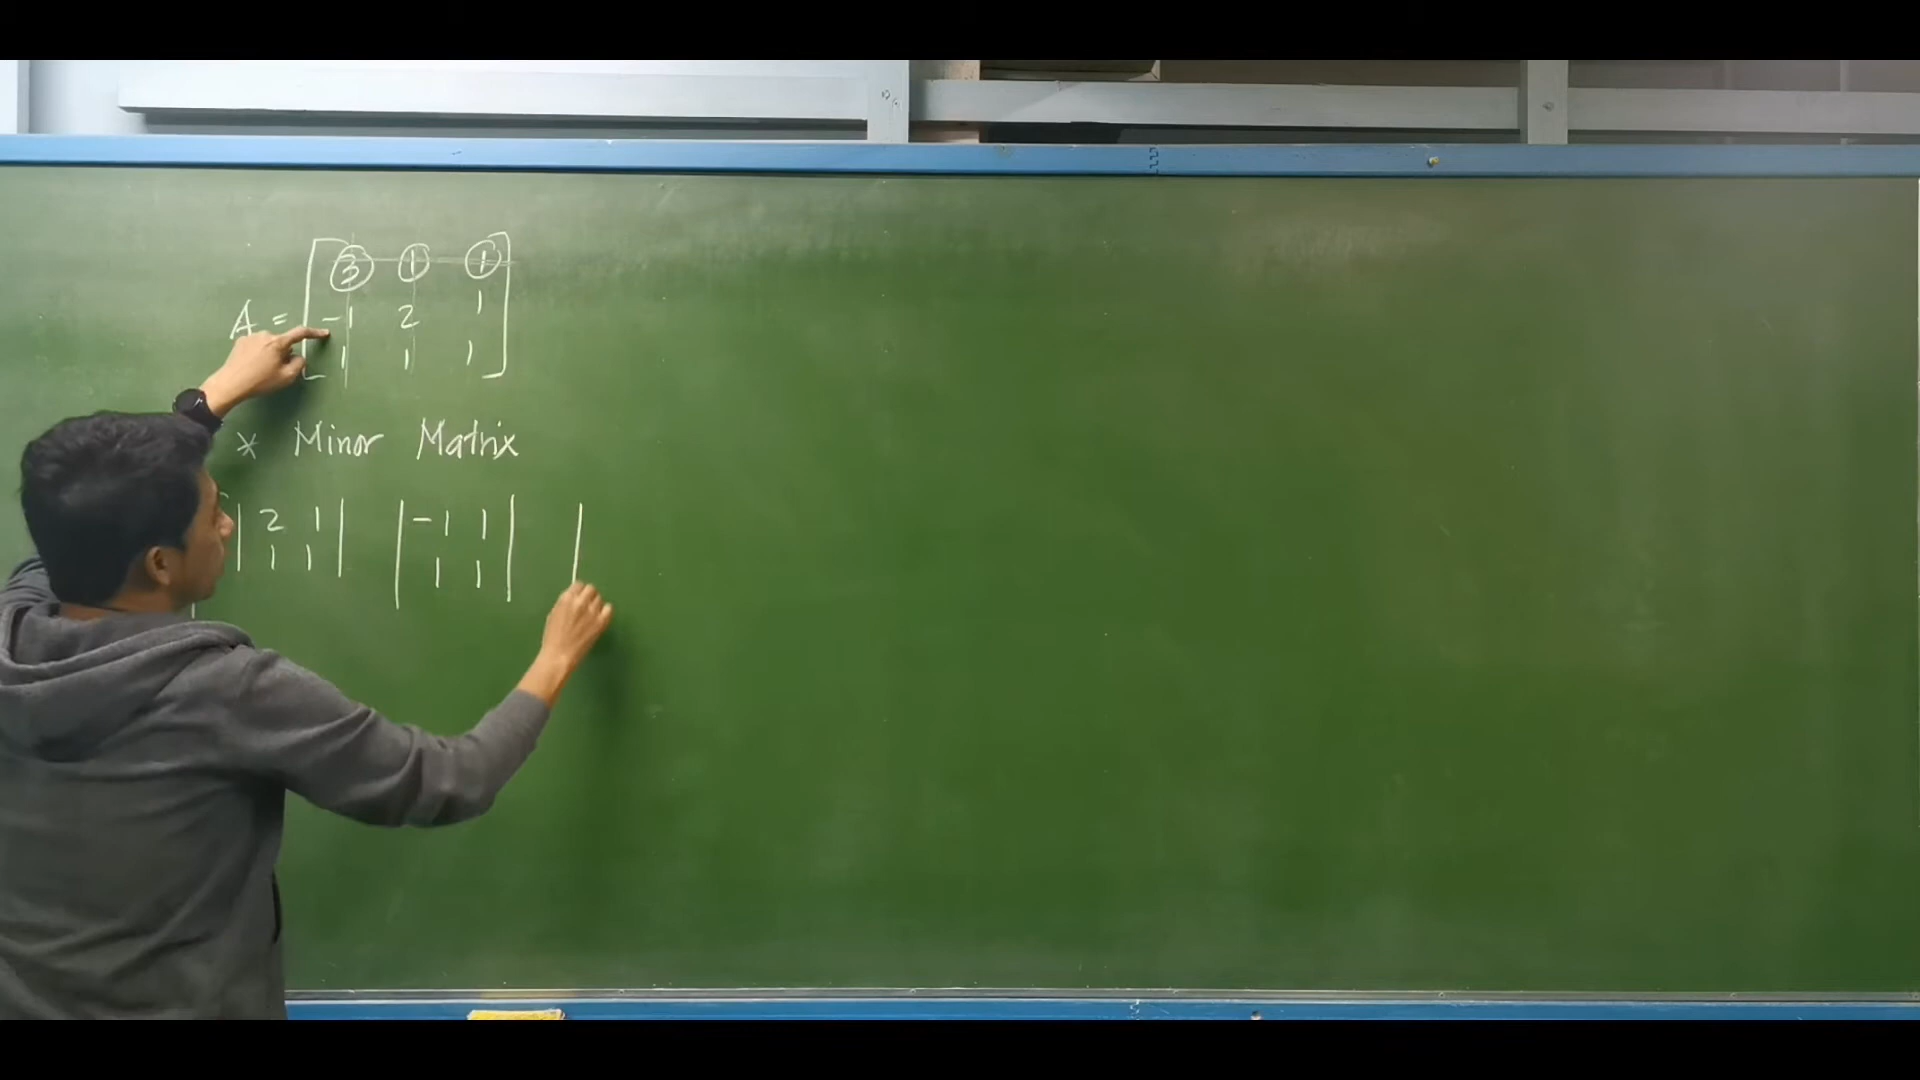 3 1 1
A = -1 2 1
1 1 1
* Minor Matrix
2 1 -1 1
1 1 1 1